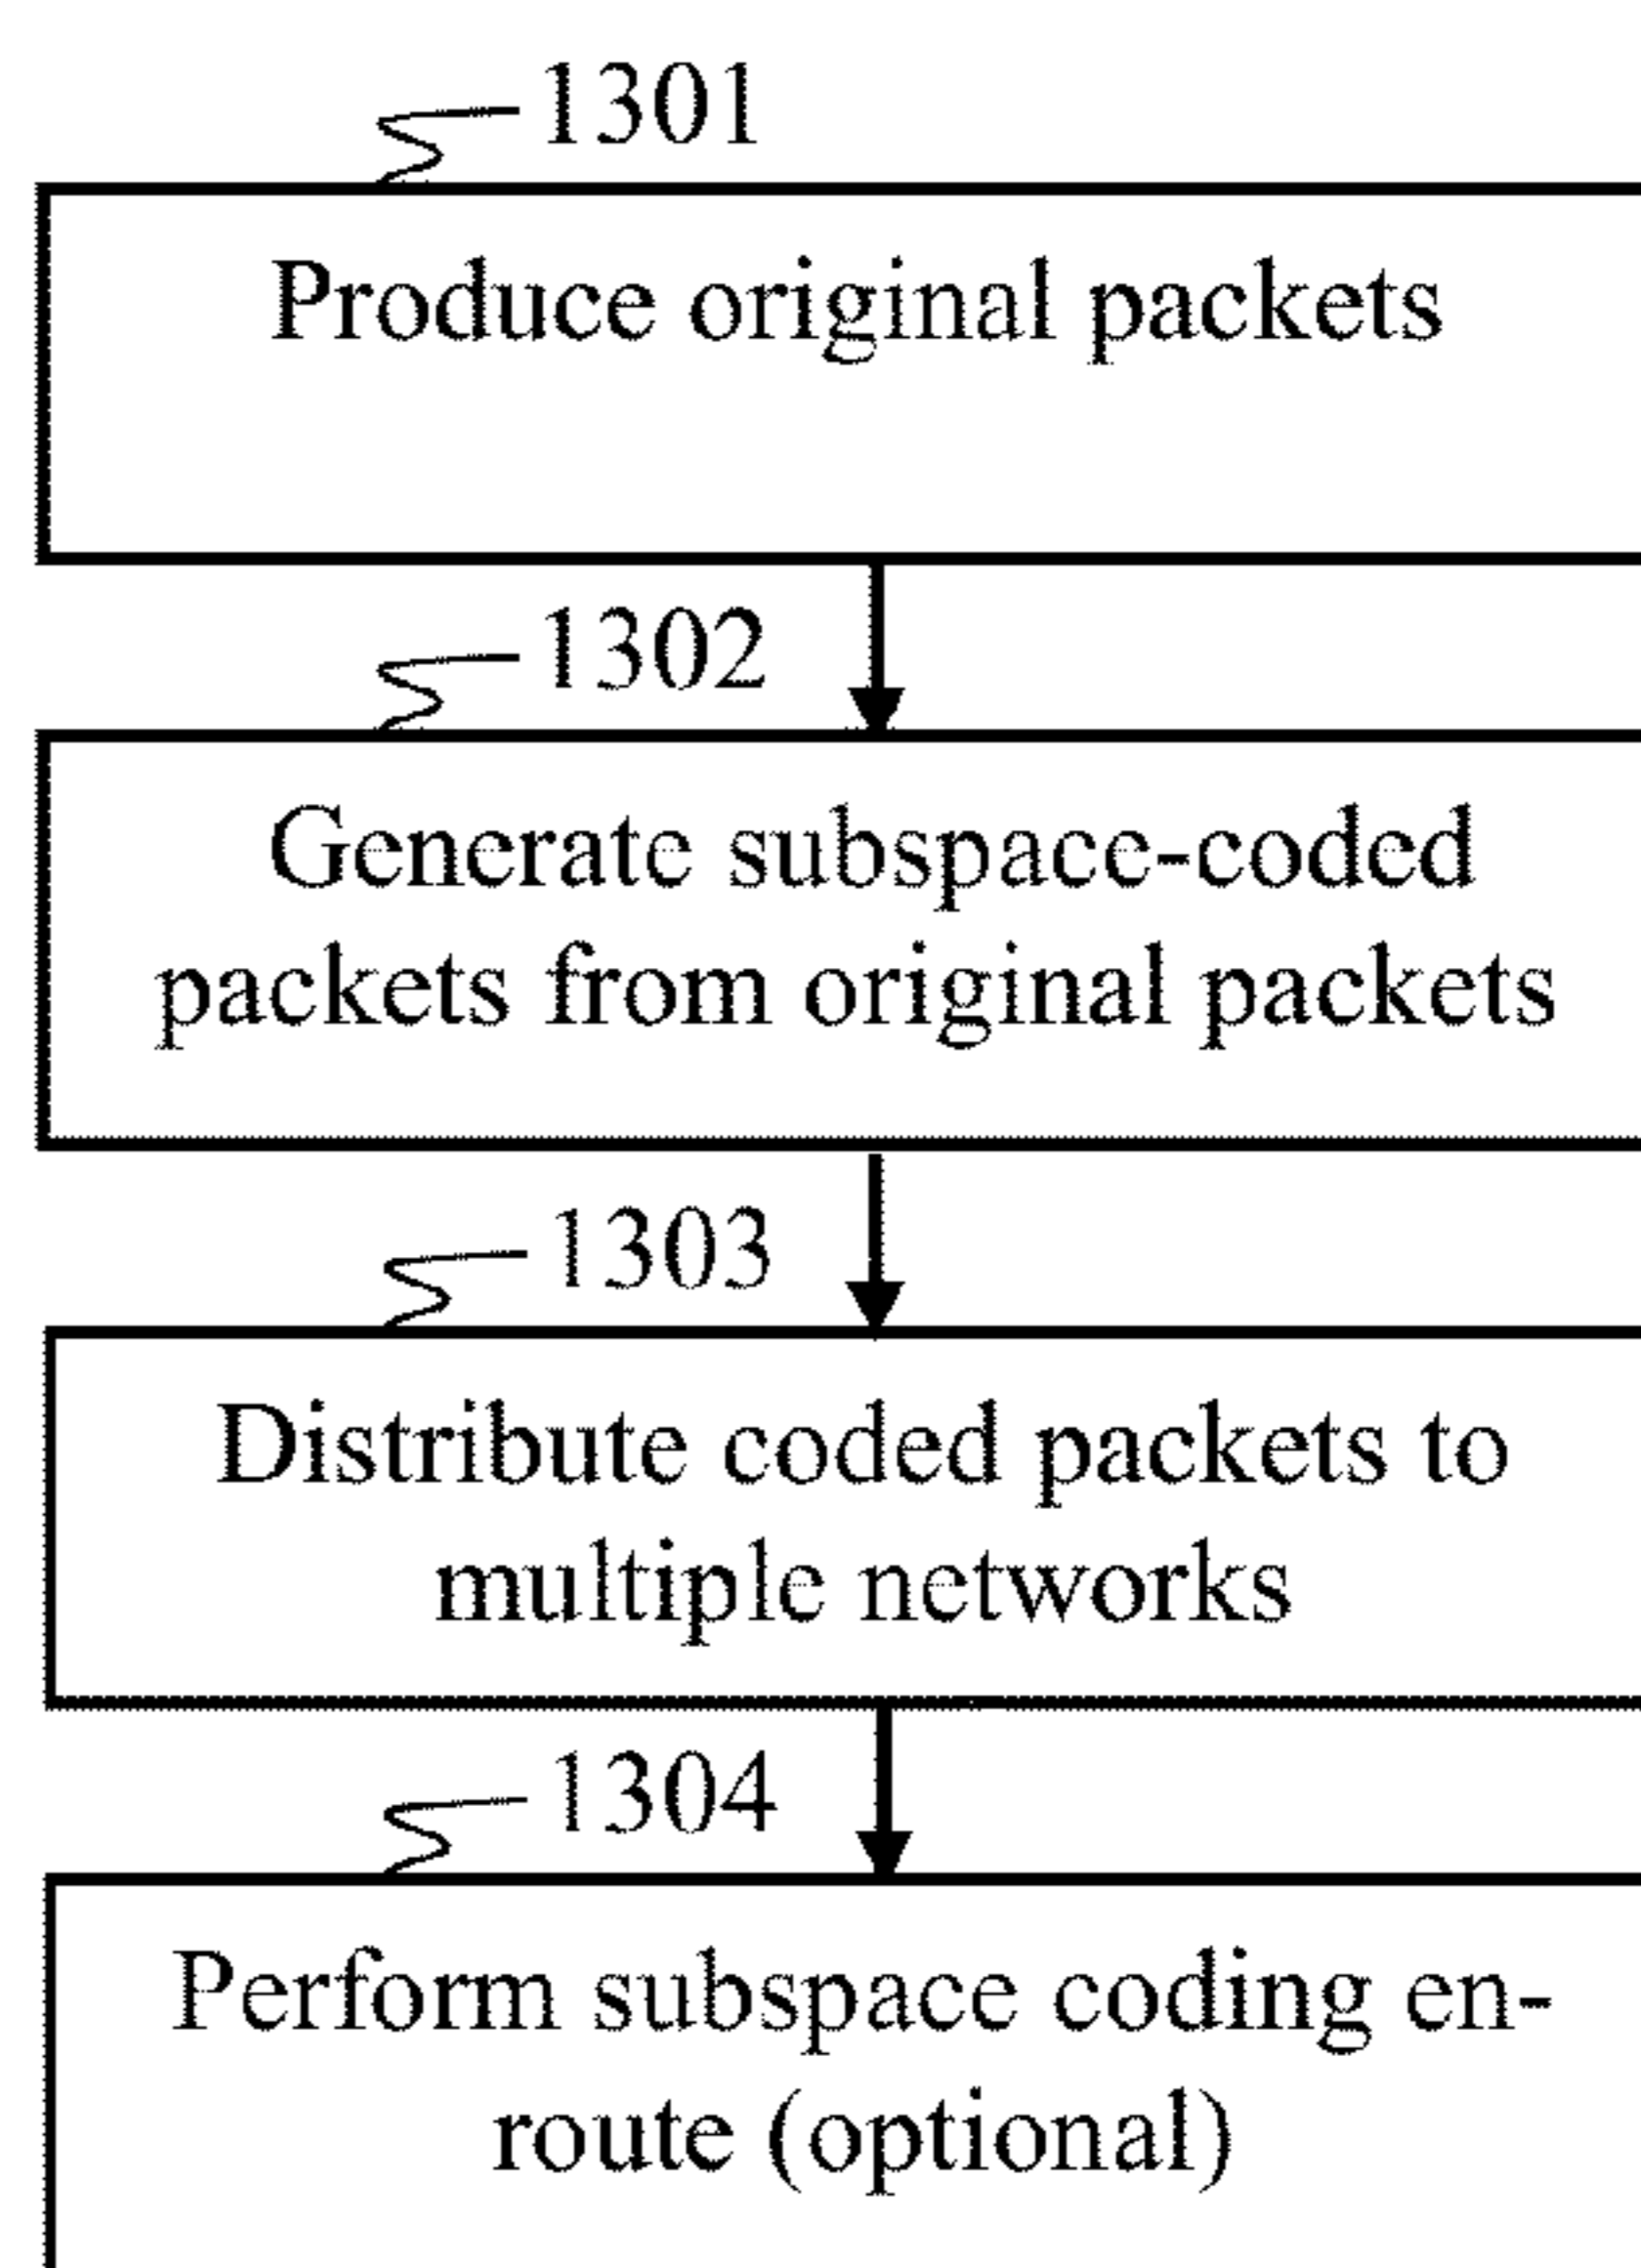 1301
Produce original packets
1302
Generate subspace-coded
packets from original packets
1303
Distribute coded packets to
multiple networks
1304
Perform subspace coding en-
route (optional)